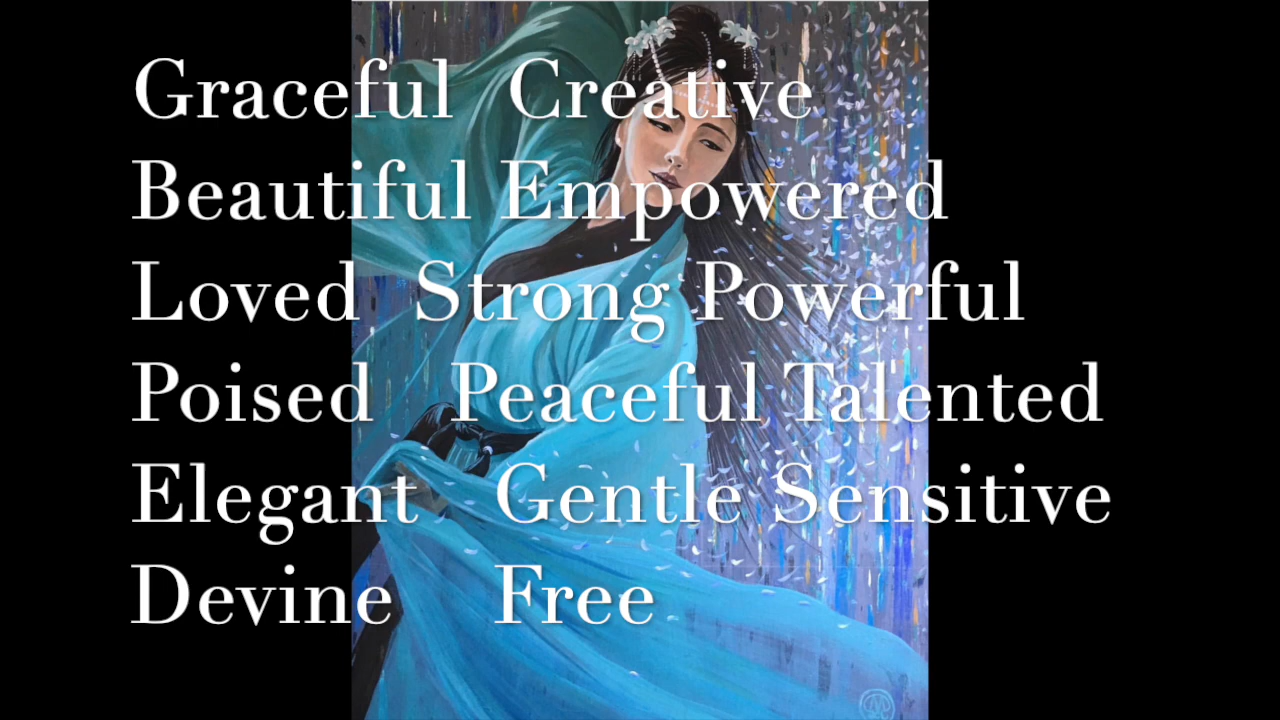 Graceful Creative
Beautiful Empowered
Loved Strong Powerful
Poised Peaceful Talented
Elegant Gentle Sensitive
Devine Free